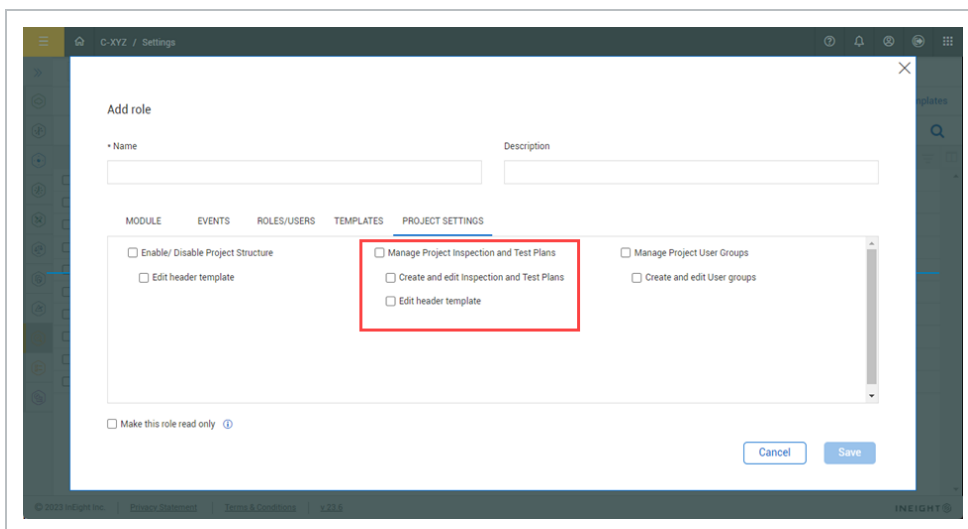 C-XYZ / Settings
mplates
Add role
• Name
Description
MODULE EVENTS ROLES/USERS TEMPLATES PROJECT SETTINGS
Enable/ Disable Project Structure
Edit header template
Manage Project Inspection and Test Plans
Create and edit Inspection and Test Plans
Edit header template
Manage Project User Groups
Create and edit User groups
Make this role read only
Cancel Save
© 2023 InEight Inc. Privacy Statement Terms & Conditions v 23.6
INEIGHT